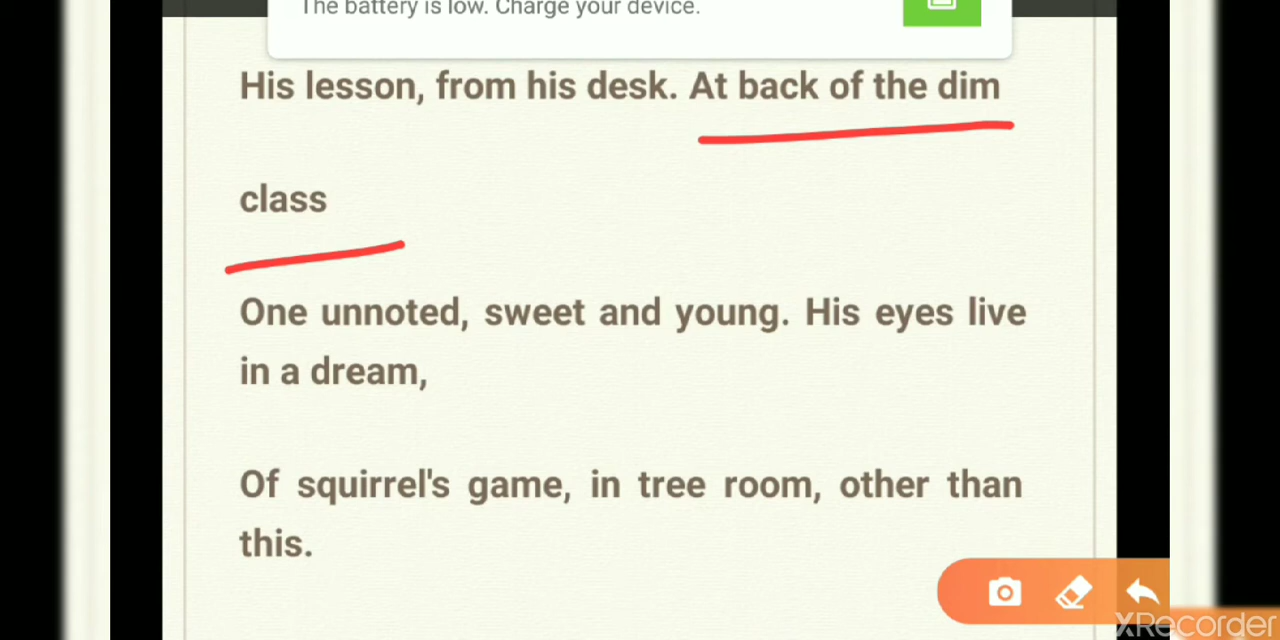 The battery is low. Charge your device.
His lesson, from his desk. At back of the dim
class
One unnoted, sweet and young. His eyes live
in a dream,
Of squirrel's game, in tree room, other than
this.
XRecorder